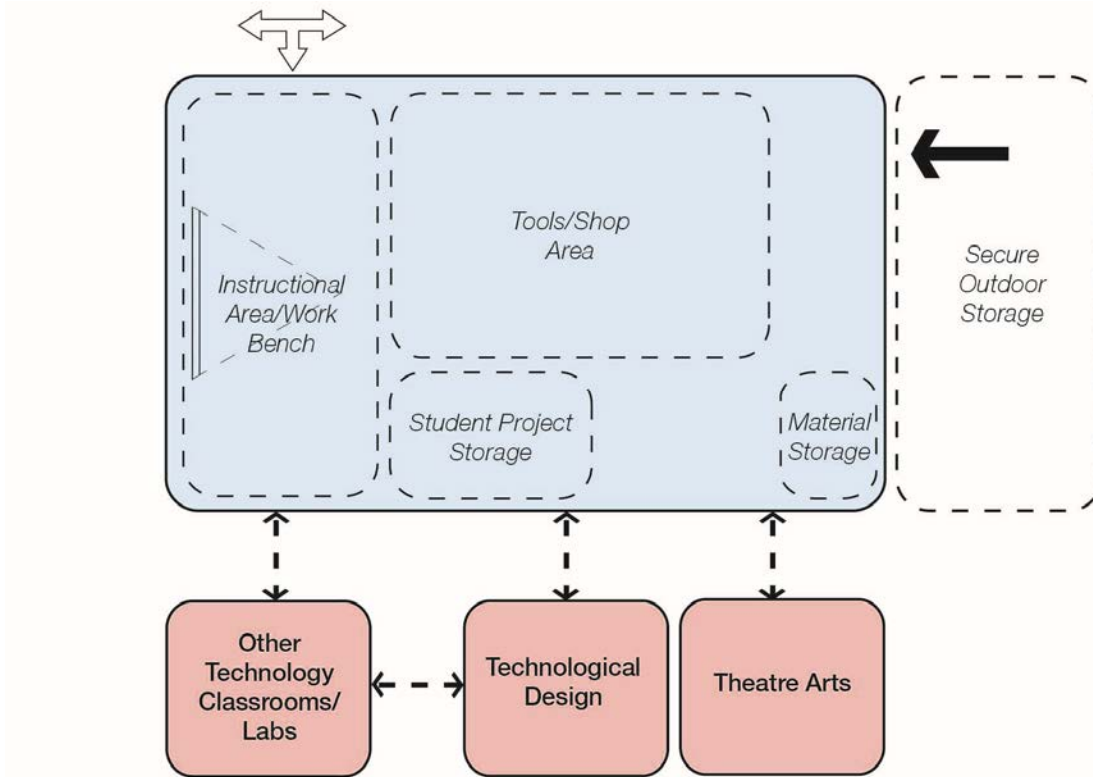 Tools/Shop
Area
Instructional
Area/Work
Bench
Secure
Outdoor
Storage
Student Project
Storage
Material
Storage
Other
Technology
Classrooms/
Labs
Technological
Design
Theatre Arts